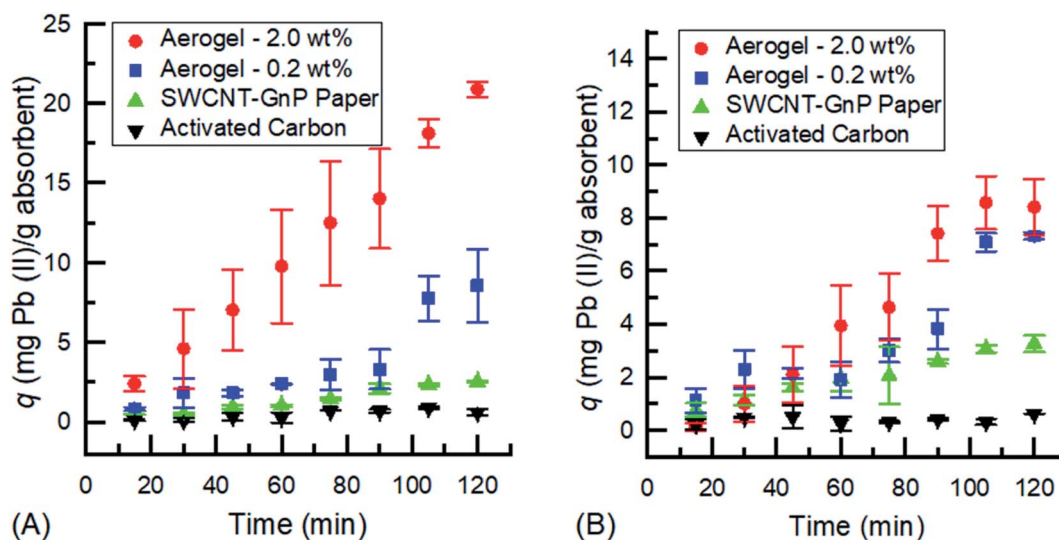 Aerogel - 2.0 wt%
Aerogel - 0.2 wt%
SWCNT-GnP Paper
Activated Carbon
25
20
15
10
5
0
q (mg Pb (II)/g absorbent)
0 20 40 60 80 100 120
Time (min)
(A)
Aerogel - 2.0 wt%
Aerogel - 0.2 wt%
SWCNT-GnP Paper
Activated Carbon
14
12
10
8
6
4
2
0
q (mg Pb (II)/g absorbent)
0 20 40 60 80 100 120
Time (min)
(B)